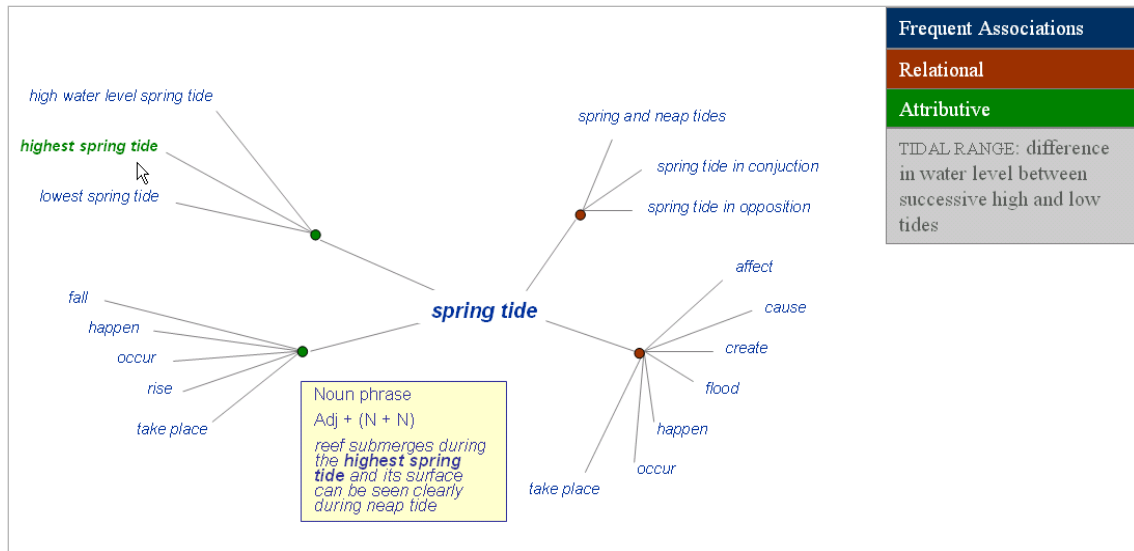 high water level spring tide
highest spring tide
lowest spring tide
spring and neap tides
spring tide in conjuction
spring tide in opposition
spring tide
fall
happen
occur
rise
take place
affect
cause
create
flood
happen
occur
take place
Noun phrase
Adj + (N + N)
reef submerges during
the highest spring
tide and its surface
can be seen clearly
during neap tide
Frequent Associations
Relational
Attributive
TIDAL RANGE: difference
in water level between
successive high and low
tides